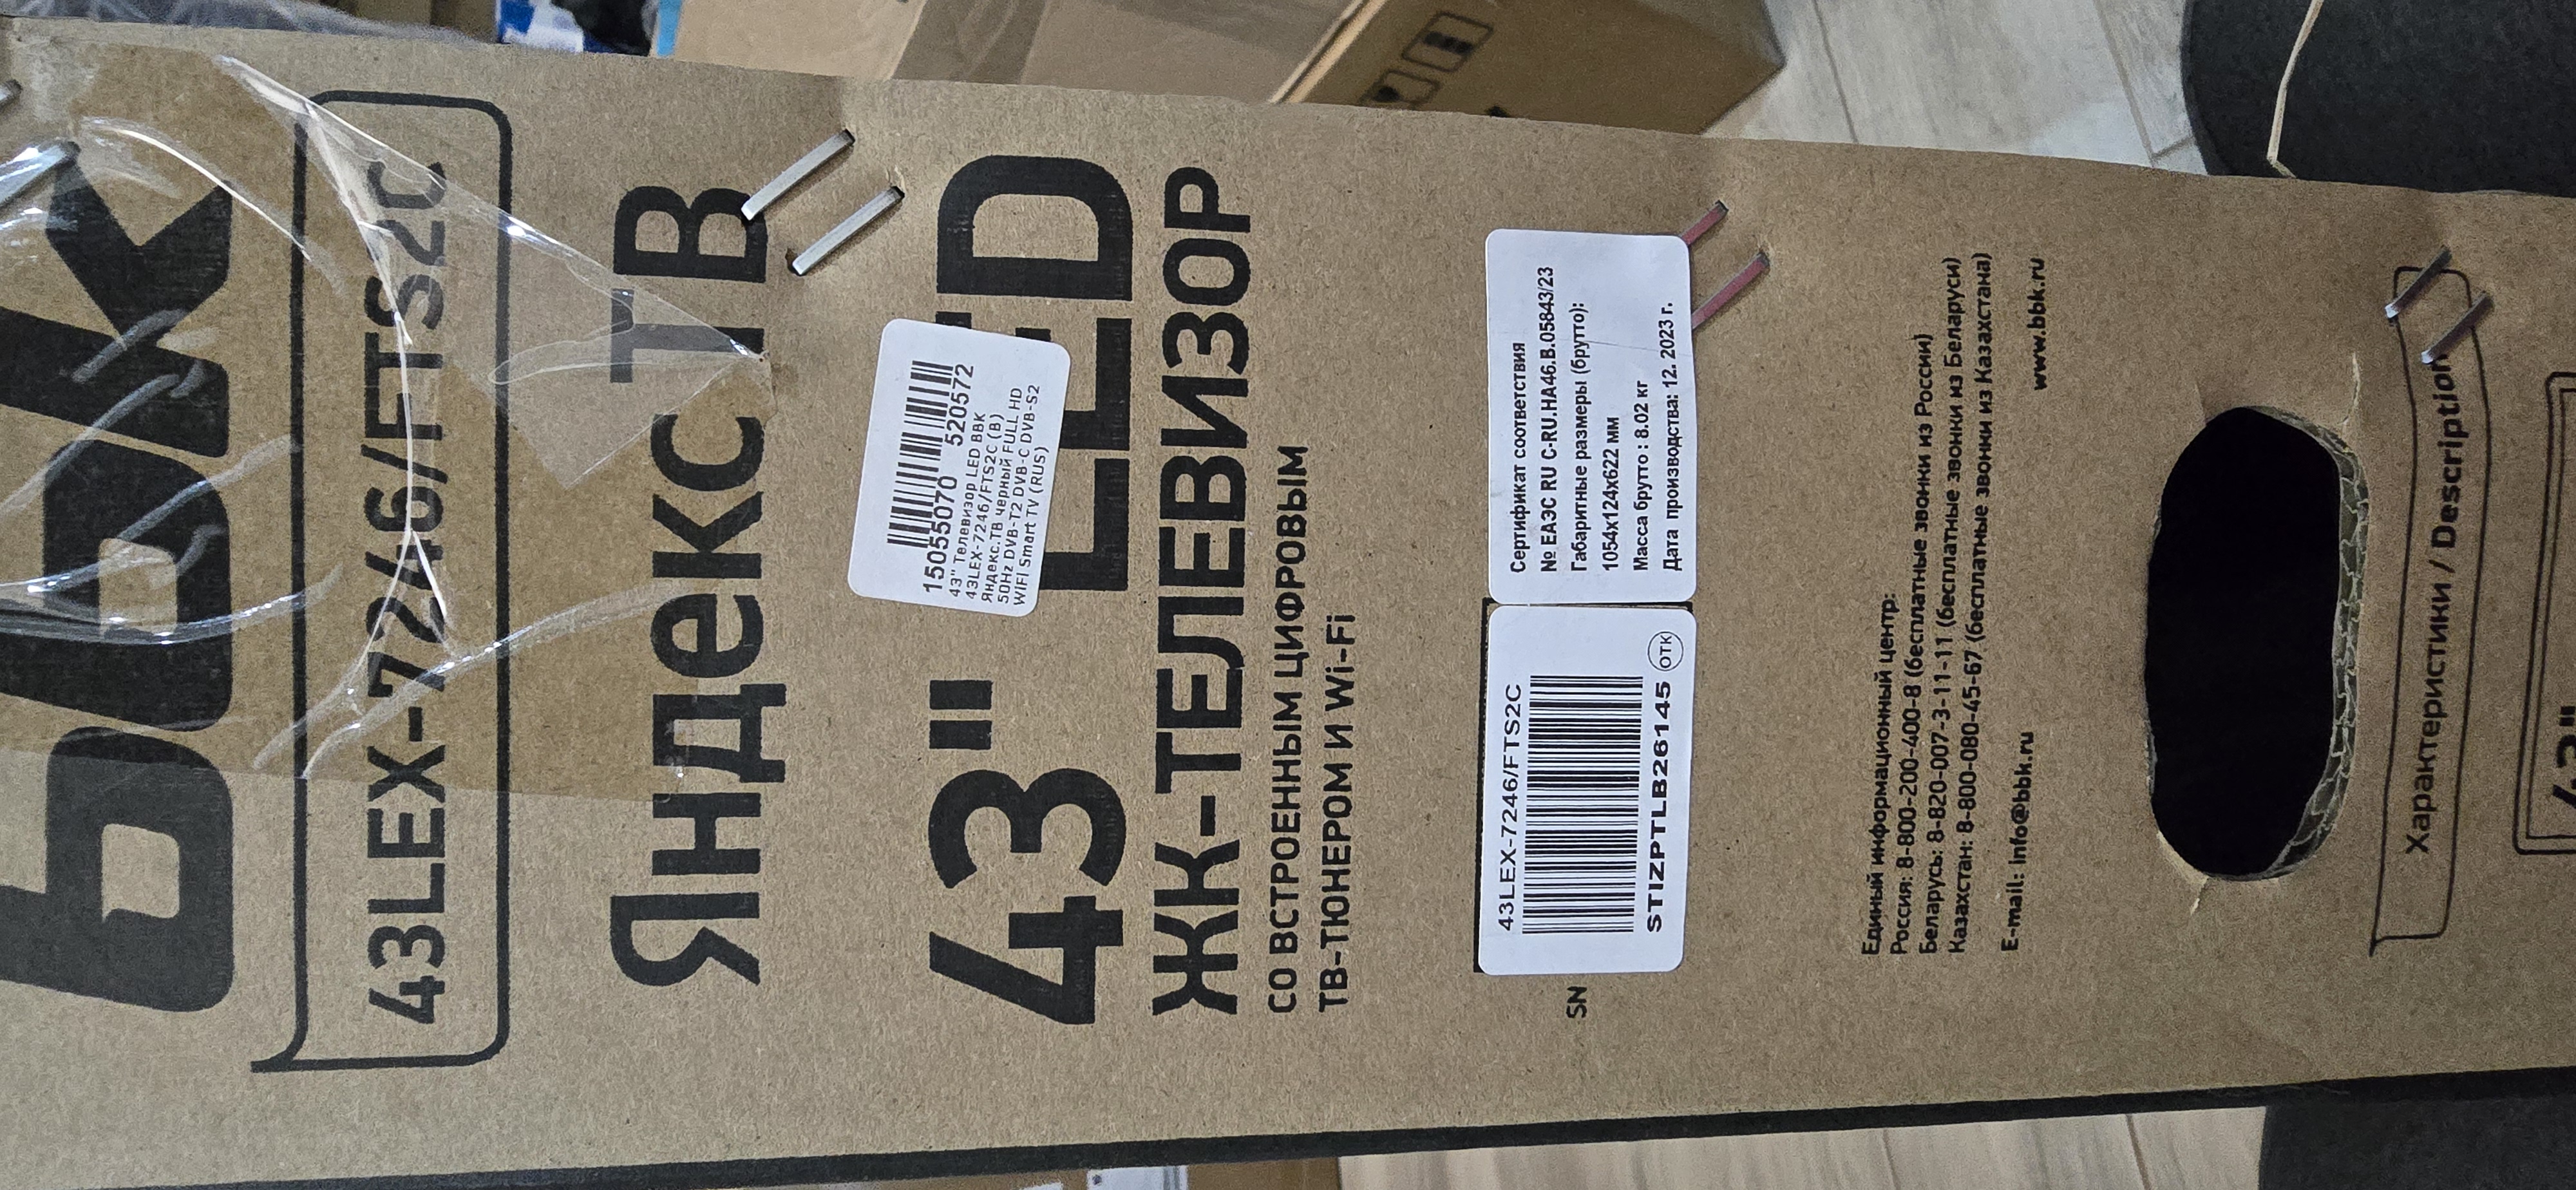 BBK
43LEX-7246/FTS2C
Яндекс ТВ
43" LED
ЖК-ТЕЛЕВИЗОР
СО ВСТРОЕННЫМ ЦИФРОВЫМ
ТВ-ТЮНЕРОМ И Wi-Fi
150555070 520572
43" Телевизор LED BBK
43LEX-7246/FTS2C (B)
Яндекс.ТВ черный FULL HD
50Hz DVB-T2 DVB-C DVB-S2
WiFi Smart TV (RUS)
SN
43LEX-7246/FTS2C
STIZPTLB26145
ОТК
Сертификат соответствия
№ ЕАЭС RU С-RU.НА46.В.05843/23
Габаритные размеры (брутто):
1054x124x622 мм
Масса брутто : 8.02 кг
Дата производства: 12. 2023 г.
Единый информационный центр:
Россия: 8-800-200-400-8 (бесплатные звонки из России)
Беларусь: 8-820-007-3-11-11 (бесплатные звонки из Беларуси)
Казахстан: 8-800-080-45-67 (бесплатные звонки из Казахстана)
E-mail: info@bbk.ru www.bbk.ru
Характеристики / Description
43"